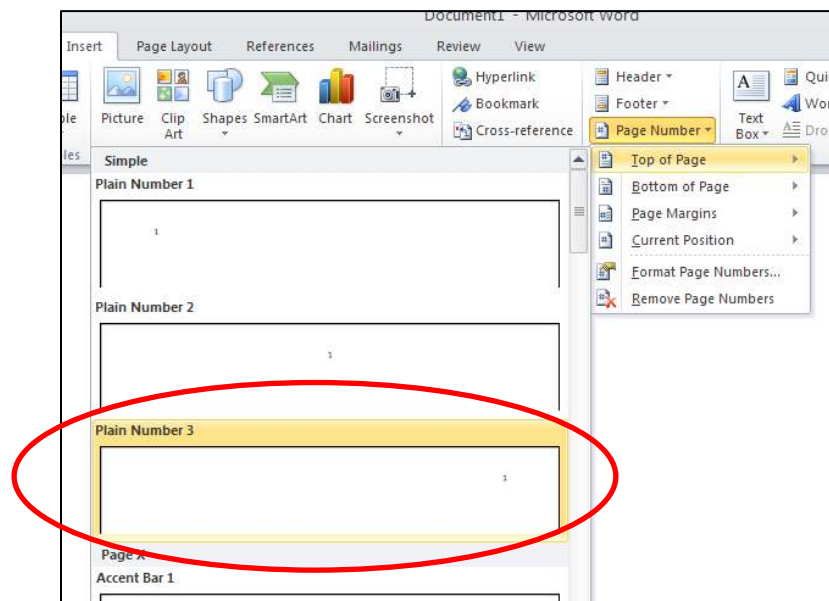 Document1 - Microsoft Word
Insert Page Layout References Mailings Review View
Picture Clip Art Shapes SmartArt Chart Screenshot
Hyperlink
Bookmark
Cross-reference
Header
Footer
Page Number
Text Box
Simple
Plain Number 1
1
Plain Number 2
1
Plain Number 3
1
Page X
Accent Bar 1
Top of Page
Bottom of Page
Page Margins
Current Position
Format Page Numbers...
Remove Page Numbers